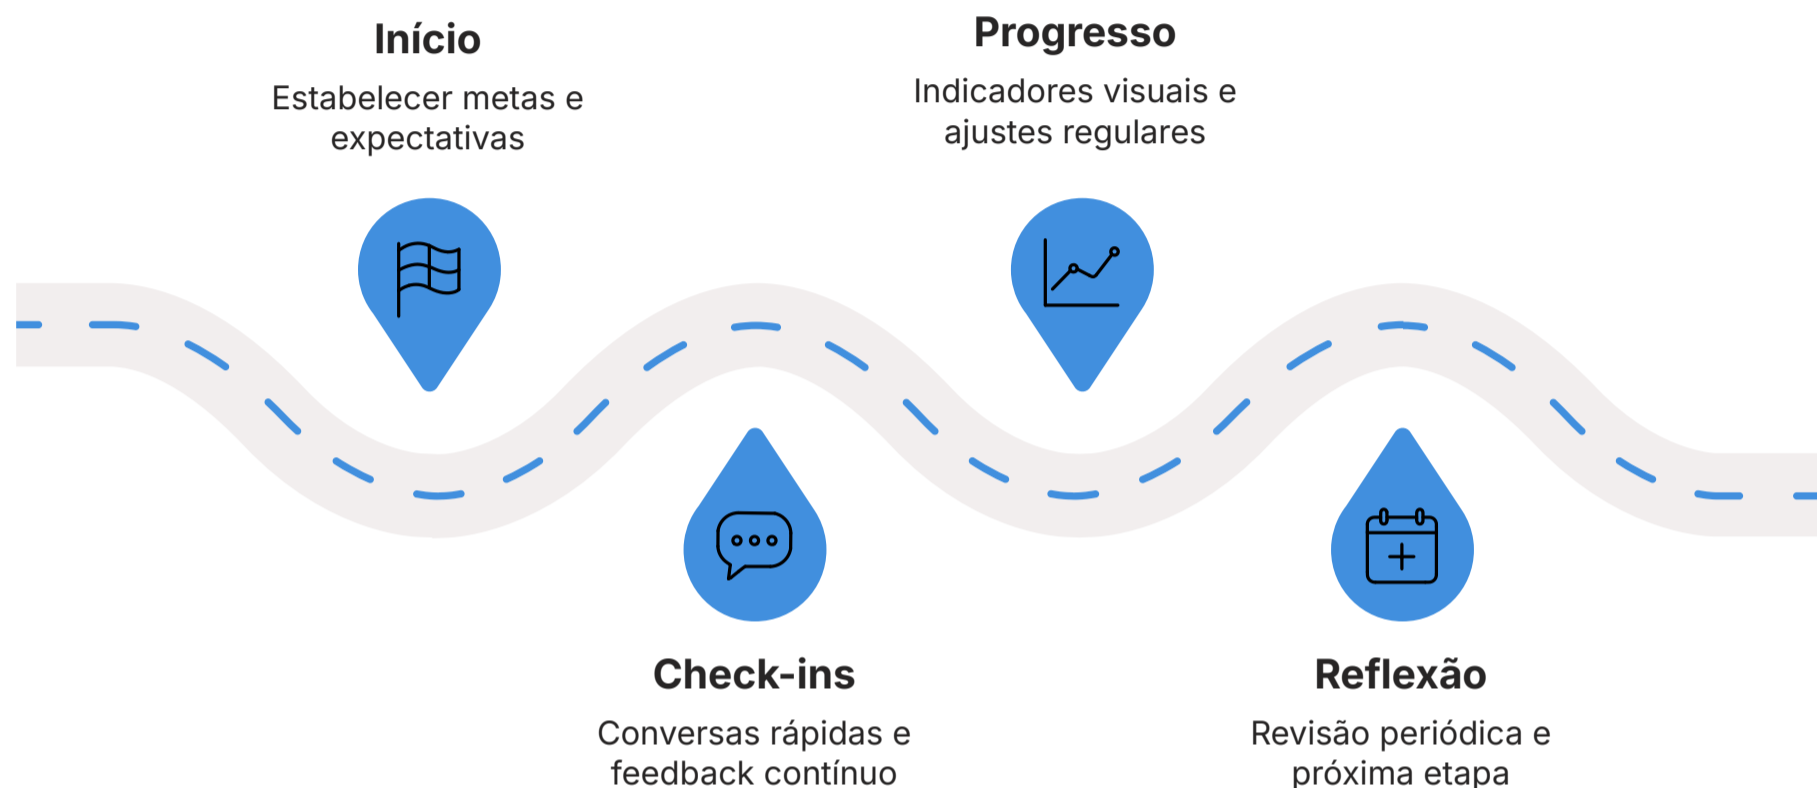 Início
Estabelecer metas e
expectativas
Progresso
Indicadores visuais e
ajustes regulares
Check-ins
Conversas rápidas e
feedback contínuo
Reflexão
Revisão periódica e
próxima etapa